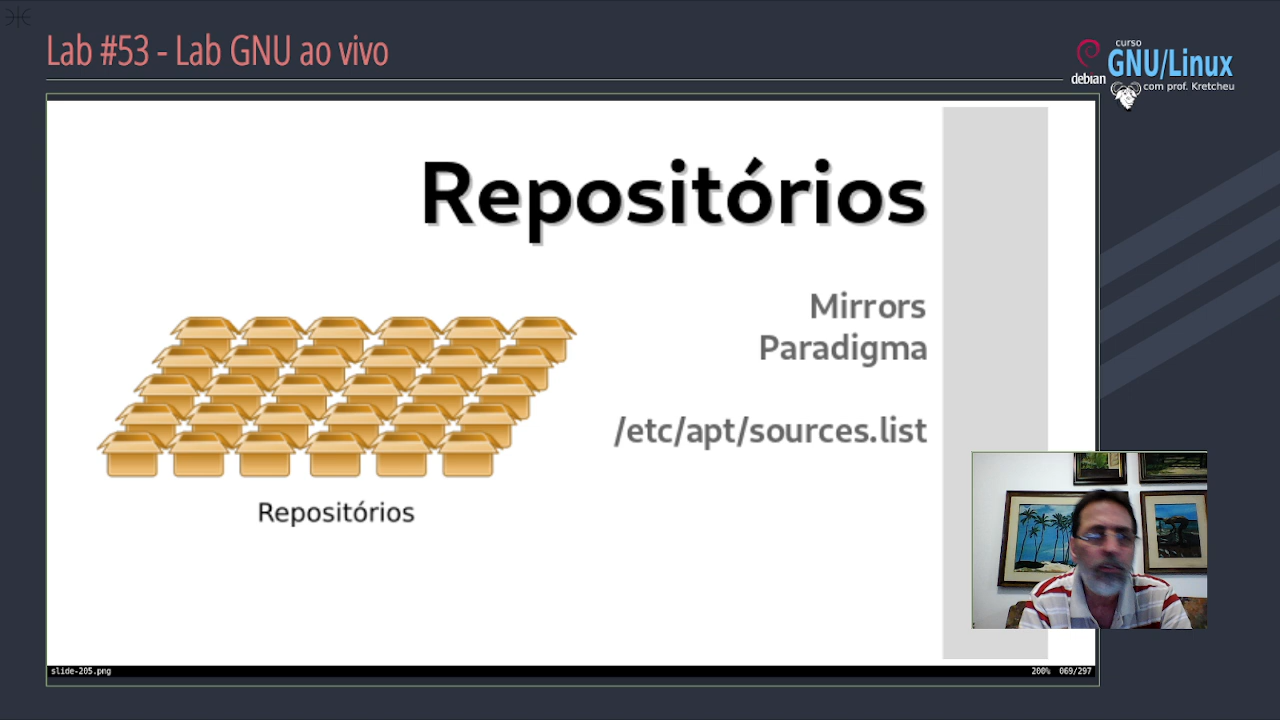 Lab #53 - Lab GNU ao vivo
curso
GNU/Linux
debian
com prof. Kretcheu
Repositórios
Mirrors
Paradigma
/etc/apt/sources.list
Repositórios
slide-205.png
200% 069/297